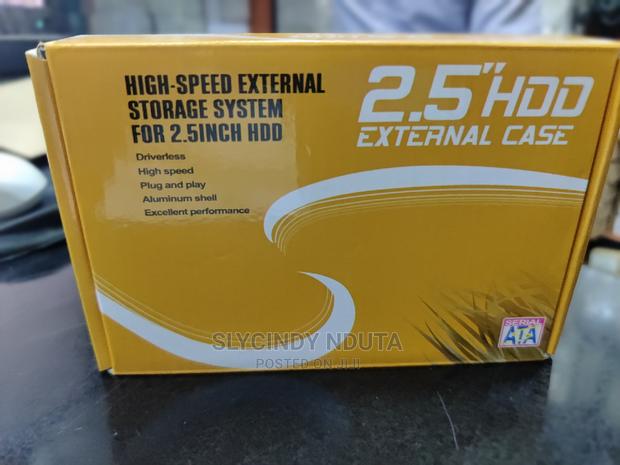 HIGH-SPEED EXTERNAL
STORAGE SYSTEM
FOR 2.5INCH HDD
Driverless
High speed
Plug and play
Aluminum shell
Excellent performance
2.5"HDD
EXTERNAL CASE
SERIAL
ATA
SLYCINDY NDUTA
POSTED ON JIJI